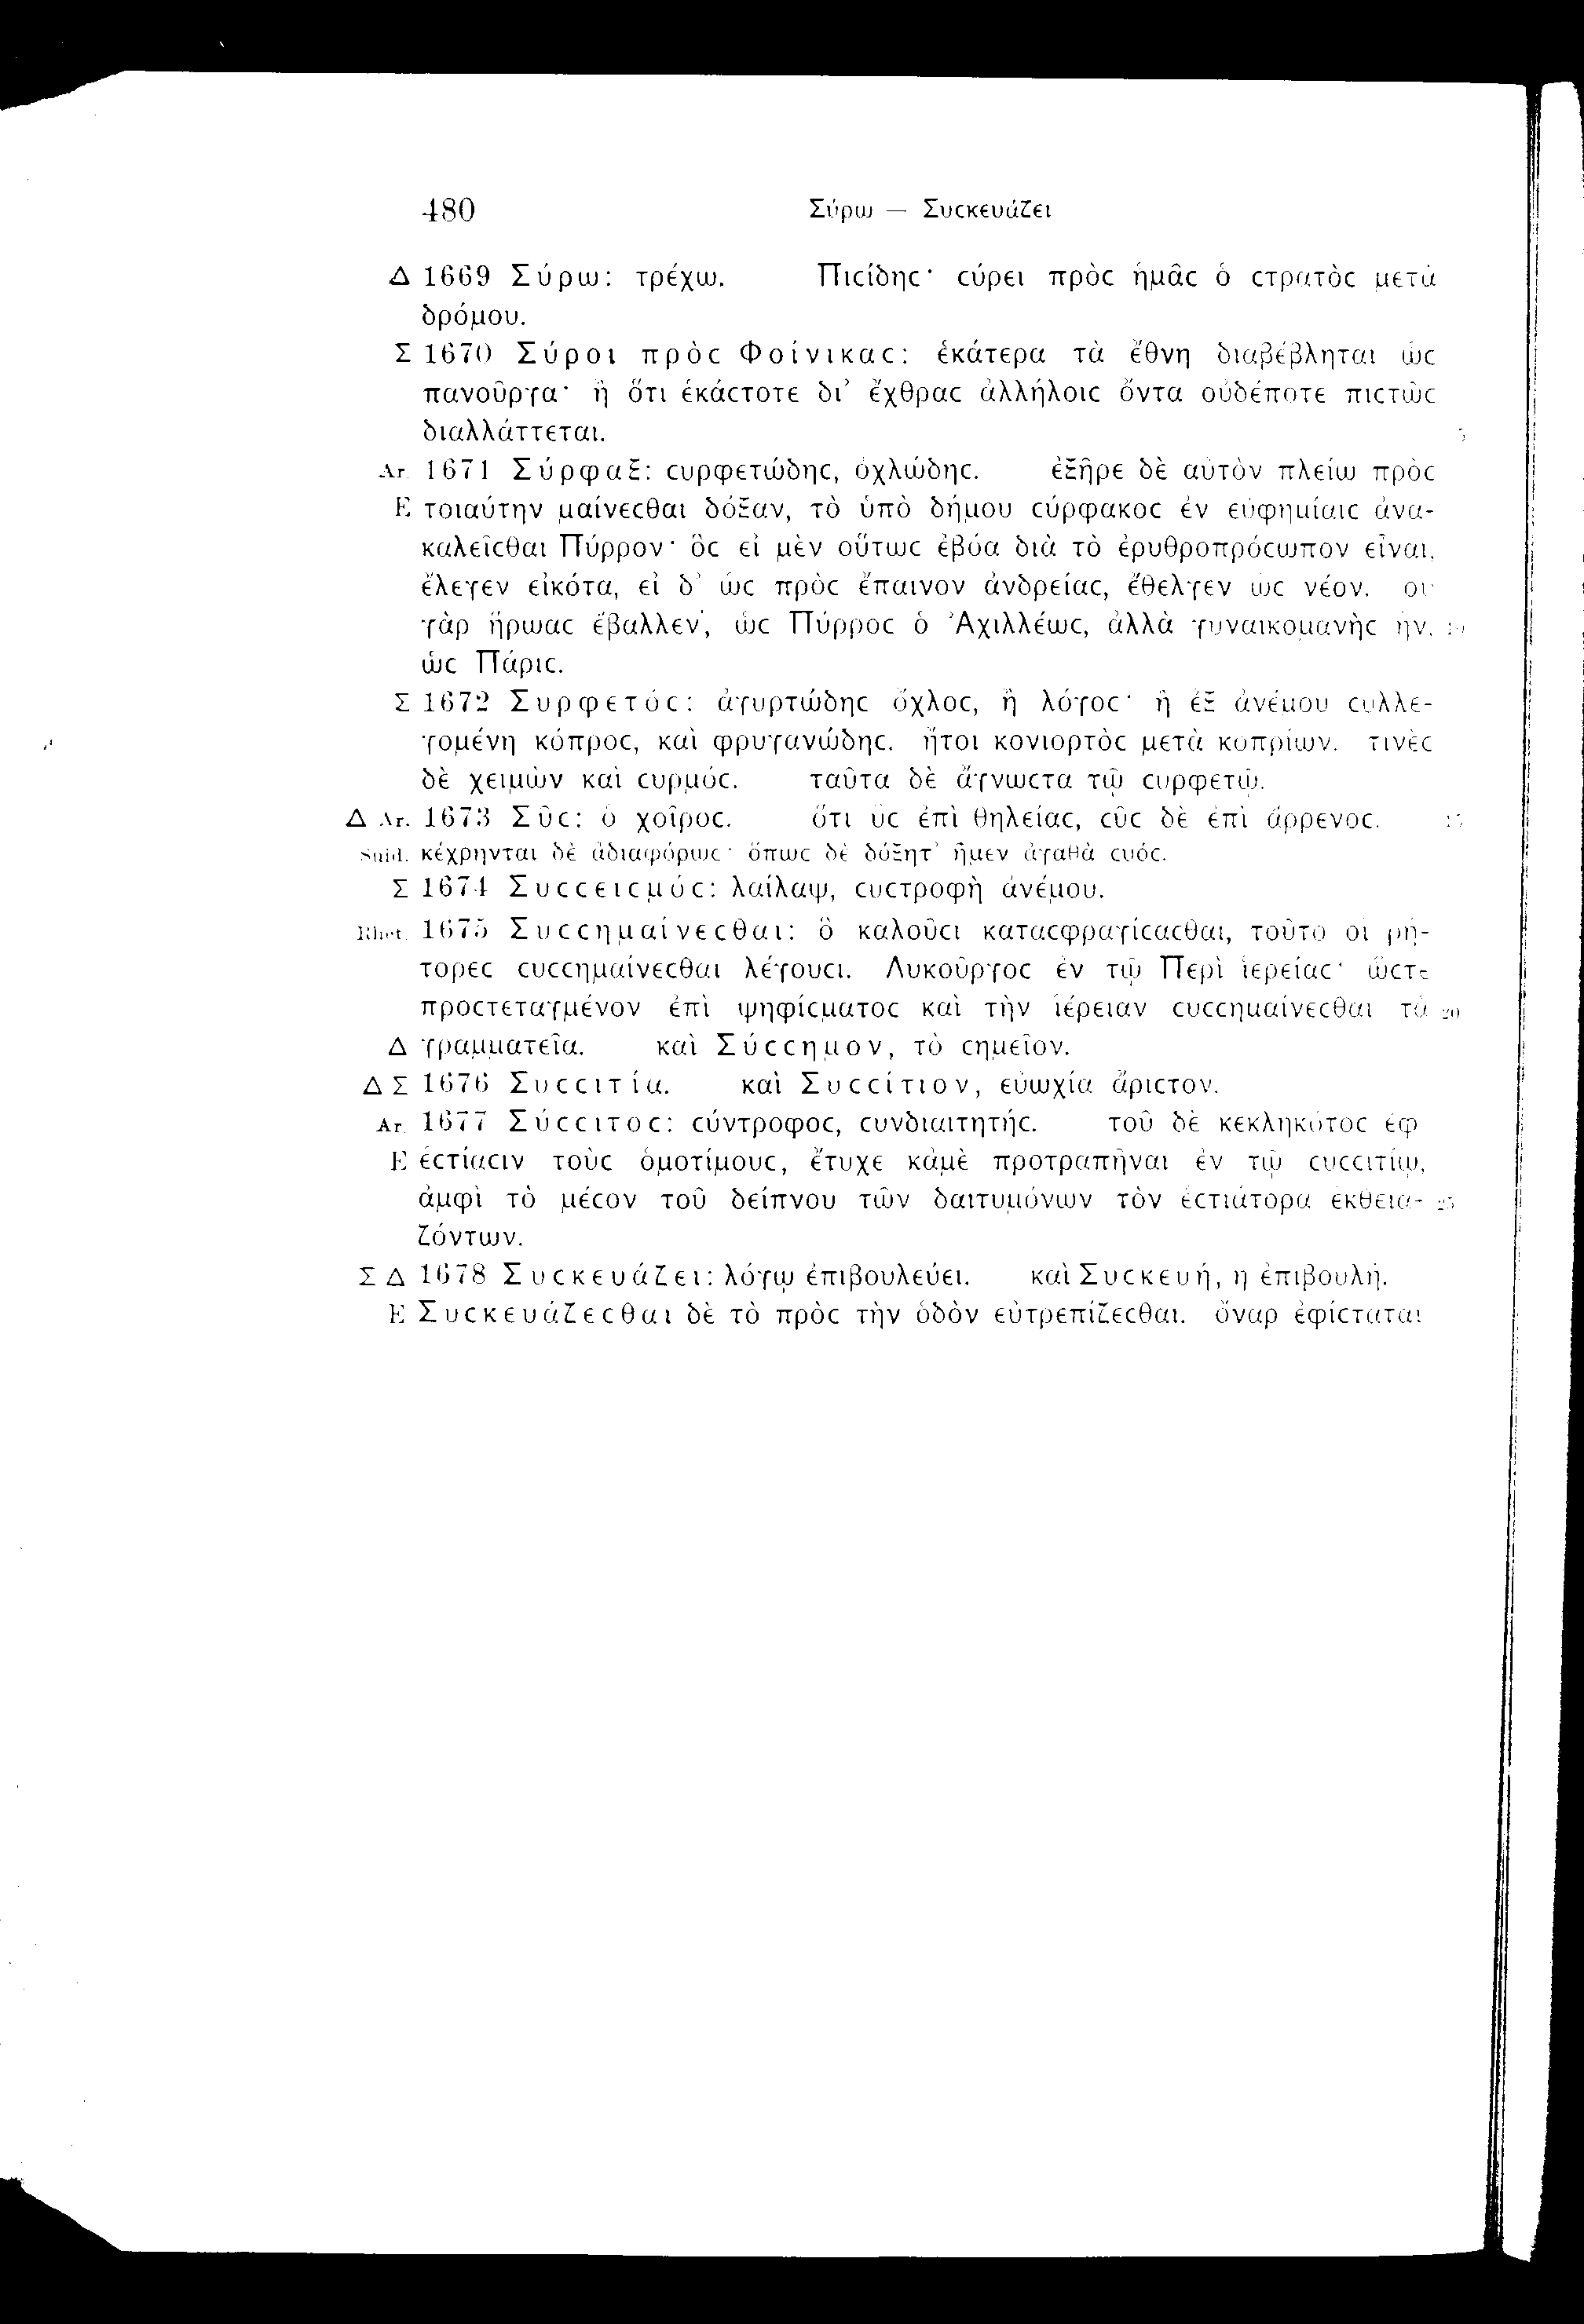 480 Σύρω — Συϲκευάζει
Δ 1669 Σύρω: τρέχω. Πιϲίδηϲ· ϲύρει πρὸϲ ἡμᾶϲ ὁ ϲτρατὸϲ μετὰ
δρόμου.
Σ 1670 Σύροι πρὸϲ Φοίνικαϲ: ἑκάτερα τὰ ἔθνη διαβέβληται ὡϲ
πανοῦργα· ἢ ὅτι ἑκάϲτοτε δι’ ἔχθραϲ ἀλλήλοιϲ ὄντα οὐδέποτε πιϲτῶϲ
διαλλάττεται. 5
Ar. 1671 Σύρφαξ: ϲυρφετώδηϲ, ὀχλώδηϲ. ἐξῆρε δὲ αὐτὸν πλείω πρὸϲ
E τοιαύτην μαίνεϲθαι δόξαν, τὸ ὑπὸ δήμου ϲύρφακοϲ ἐν εὐφημίαιϲ ἀνα-
καλεῖϲθαι Πύρρον· ὃϲ εἰ μὲν οὕτωϲ ἐβόα διὰ τὸ ἐρυθροπρόϲωπον εἶναι,
ἔλεγεν εἰκότα, εἰ δ’ ὡϲ πρὸϲ ἔπαινον ἀνδρείαϲ, ἔθελγεν ὡϲ νέον. οὐ
γὰρ ἥρωαϲ ἔβαλλεν, ὡϲ Πύρροϲ ὁ Ἀχιλλέωϲ, ἀλλὰ γυναικομανὴϲ ἦν, 10
ὡϲ Πάριϲ.
Σ 1672 Συρφετόϲ: ἀγυρτώδηϲ ὄχλοϲ, ἢ λόγοϲ· ἢ ἐξ ἀνέμου ϲυλλε-
γομένη κόπροϲ, καὶ φρυγανώδηϲ, ἤτοι κονιορτὸϲ μετὰ κοπρίων. τινὲϲ
δὲ χειμὼν καὶ ϲυρμόϲ. ταῦτα δὲ ἄγνωϲτα τῷ ϲυρφετῷ.
Δ Ar. 1673 Σῦϲ: ὁ χοῖροϲ. ὅτι ὗϲ ἐπὶ θηλείαϲ, ϲῦϲ δὲ ἐπὶ ἄρρενοϲ. 15
Suid. κέχρηνται δὲ ἀδιαφόρωϲ· ὅπωϲ δὲ δόξητ’ ἦμεν ἀγαθὰ ϲυόϲ.
Σ 1674 Συϲϲειϲμόϲ: λαίλαψ, ϲυϲτροφὴ ἀνέμου.
Rhet. 1675 Συϲϲημαίνεϲθαι: ὃ καλοῦϲι καταϲφραγίϲαϲθαι, τοῦτο οἱ ῥή-
τορεϲ ϲυϲϲημαίνεϲθαι λέγουϲι. Λυκοῦργοϲ ἐν τῷ Περὶ ἱερείαϲ· ὥϲτε
προϲτεταγμένον ἐπὶ ψηφίϲματοϲ καὶ τὴν ἱέρειαν ϲυϲϲημαίνεϲθαι τὰ 20
Δ γραμματεῖα. καὶ Σύϲϲημον, τὸ ϲημεῖον.
Δ Σ 1676 Συϲϲιτία. καὶ Συϲϲίτιον, εὐωχία ἄριϲτον.
Ar. 1677 Σύϲϲιτοϲ: ϲύντροφοϲ, ϲυνδιαιτητήϲ. τοῦ δὲ κεκληκότοϲ ἐφ’
E ἑϲτίαϲιν τοὺϲ ὁμοτίμουϲ, ἔτυχε κἀμὲ προτραπῆναι ἐν τῷ ϲυϲϲιτίῳ,
ἀμφὶ τὸ μέϲον τοῦ δείπνου τῶν δαιτυμόνων τὸν ἑϲτιάτορα ἐκθεια- 25
ζόντων.
Σ Δ 1678 Συϲκευάζει: λόγῳ ἐπιβουλεύει. καὶ Συϲκευή, ἡ ἐπιβουλή.
E Συϲκευάζεϲθαι δὲ τὸ πρὸϲ τὴν ὁδὸν εὐτρεπίζεϲθαι. ὄναρ ἐφίϲταται